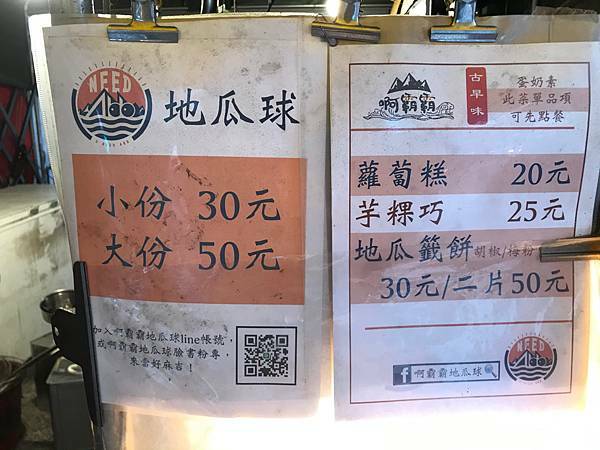 NEED
地瓜球
小份 30元
大份 50元
加入啊霸霸地瓜球line帳號,
或啊霸霸地瓜球臉書粉專,
來當好麻吉!
啊霸霸
古早味
蛋奶素
此菜單品項
可先點餐
蘿蔔糕 20元
芋粿巧 25元
地瓜籤餅胡椒/梅粉
30元/二片50元
f 啊霸霸地瓜球
NEED